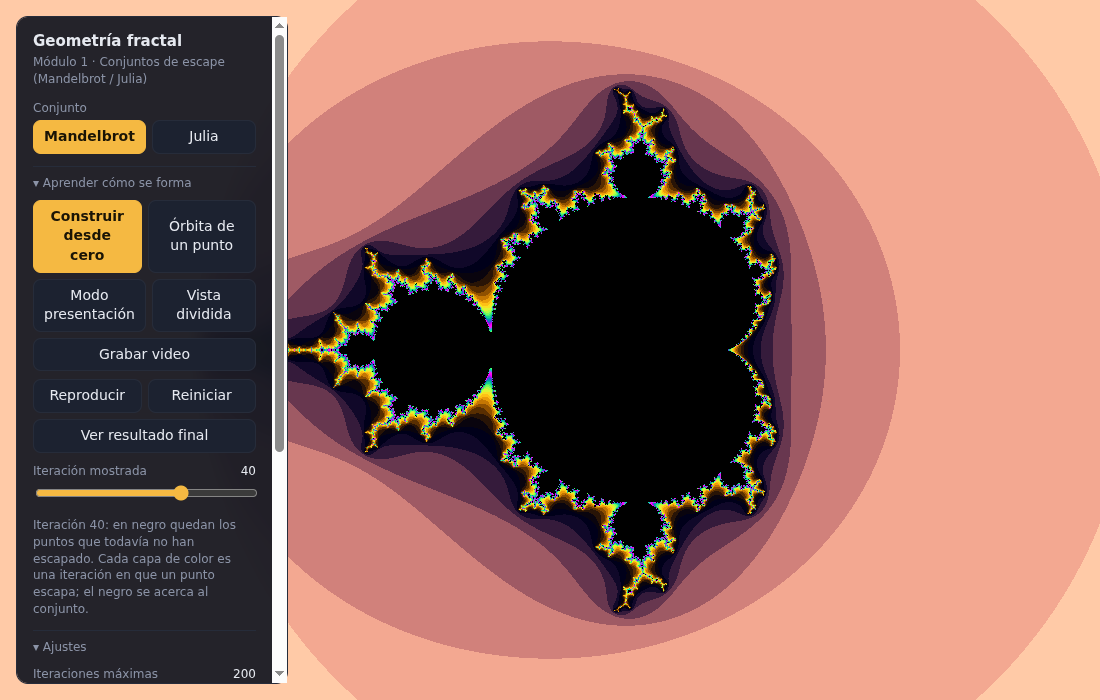 Geometría fractal
Módulo 1 · Conjuntos de escape
(Mandelbrot / Julia)
Conjunto
Mandelbrot
Julia
▾ Aprender cómo se forma
Construir
desde
cero
Órbita de
un punto
Modo
presentación
Vista
dividida
Grabar video
Reproducir
Reiniciar
Ver resultado final
Iteración mostrada 40
Iteración 40: en negro quedan los
puntos que todavía no han
escapado. Cada capa de color es
una iteración en que un punto
escapa; el negro se acerca al
conjunto.
▾ Ajustes
Iteraciones máximas 200